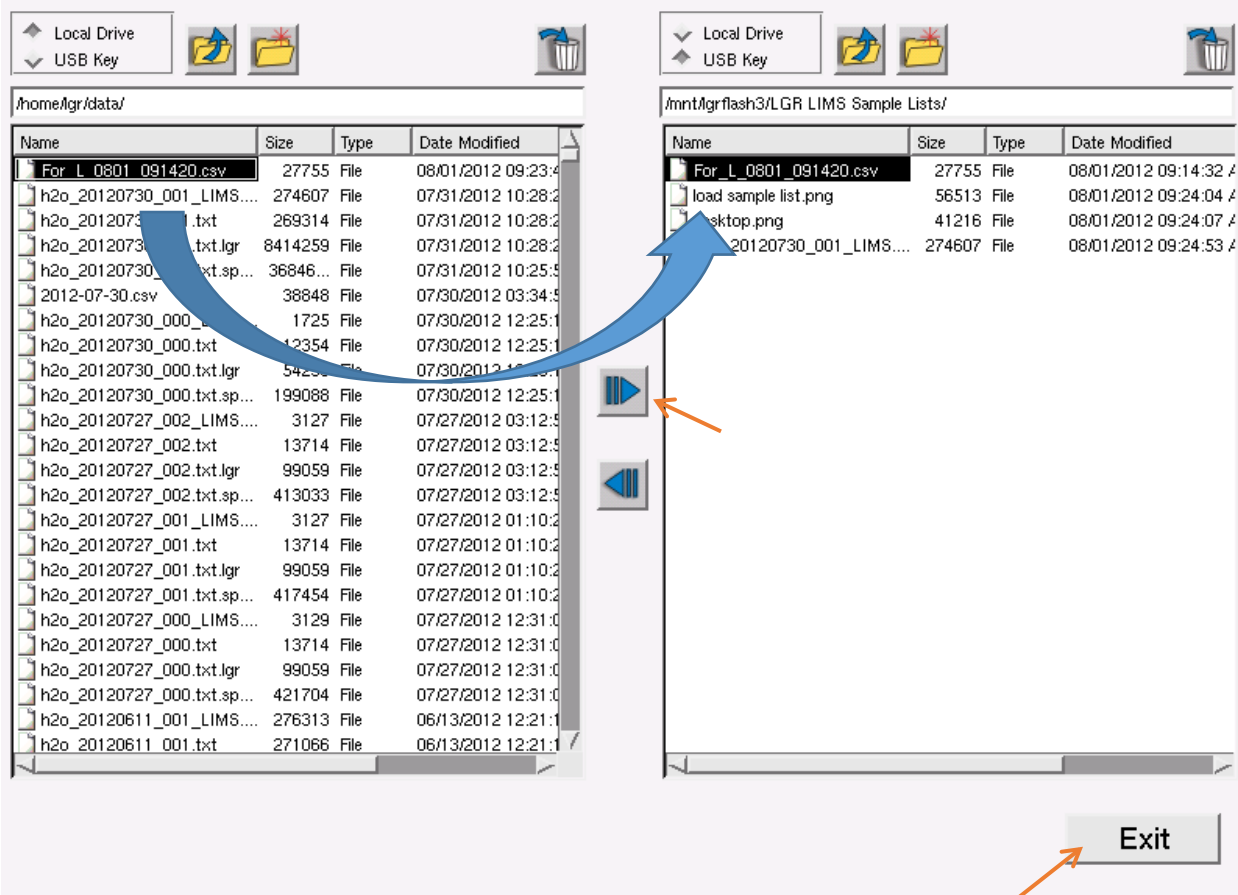 Local Drive
USB Key
/home/lgr/data/
Name Size Type Date Modified
For_L_0801_091420.csv 27755 File 08/01/2012 09:23:4
h2o_20120730_001_LIMS.... 274607 File 07/31/2012 10:28:2
h2o_2012073 .txt 269314 File 07/31/2012 10:28:2
h2o_2012073 .txt.lgr 8414259 File 07/31/2012 10:28:2
h2o_20120730_ xt.sp... 36846... File 07/31/2012 10:25:5
2012-07-30.csv 38848 File 07/30/2012 03:34:5
h2o_20120730_000_ 1725 File 07/30/2012 12:25:1
h2o_20120730_000.txt 12354 File 07/30/2012 12:25:1
h2o_20120730_000.txt.lgr File 07/30/2012
h2o_20120730_000.txt.sp... 199088 File 07/30/2012 12:25:1
h2o_20120727_002_LIMS.... 3127 File 07/27/2012 03:12:5
h2o_20120727_002.txt 13714 File 07/27/2012 03:12:5
h2o_20120727_002.txt.lgr 99059 File 07/27/2012 03:12:5
h2o_20120727_002.txt.sp... 413033 File 07/27/2012 03:12:5
h2o_20120727_001_LIMS.... 3127 File 07/27/2012 01:10:2
h2o_20120727_001.txt 13714 File 07/27/2012 01:10:2
h2o_20120727_001.txt.lgr 99059 File 07/27/2012 01:10:2
h2o_20120727_001.txt.sp... 417454 File 07/27/2012 01:10:2
h2o_20120727_000_LIMS.... 3129 File 07/27/2012 12:31:0
h2o_20120727_000.txt 13714 File 07/27/2012 12:31:0
h2o_20120727_000.txt.lgr 99059 File 07/27/2012 12:31:0
h2o_20120727_000.txt.sp... 421704 File 07/27/2012 12:31:0
h2o_20120611_001_LIMS.... 276313 File 06/13/2012 12:21:1
h2o_20120611_001.txt 271066 File 06/13/2012 12:21:1
Local Drive
USB Key
/mnt/lgrflash3/LGR LIMS Sample Lists/
Name Size Type Date Modified
For_L_0801_091420.csv 27755 File 08/01/2012 09:14:32 A
load sample list.png 56513 File 08/01/2012 09:24:04 A
sktop.png 41216 File 08/01/2012 09:24:07 A
20120730_001_LIMS.... 274607 File 08/01/2012 09:24:53 A
Exit